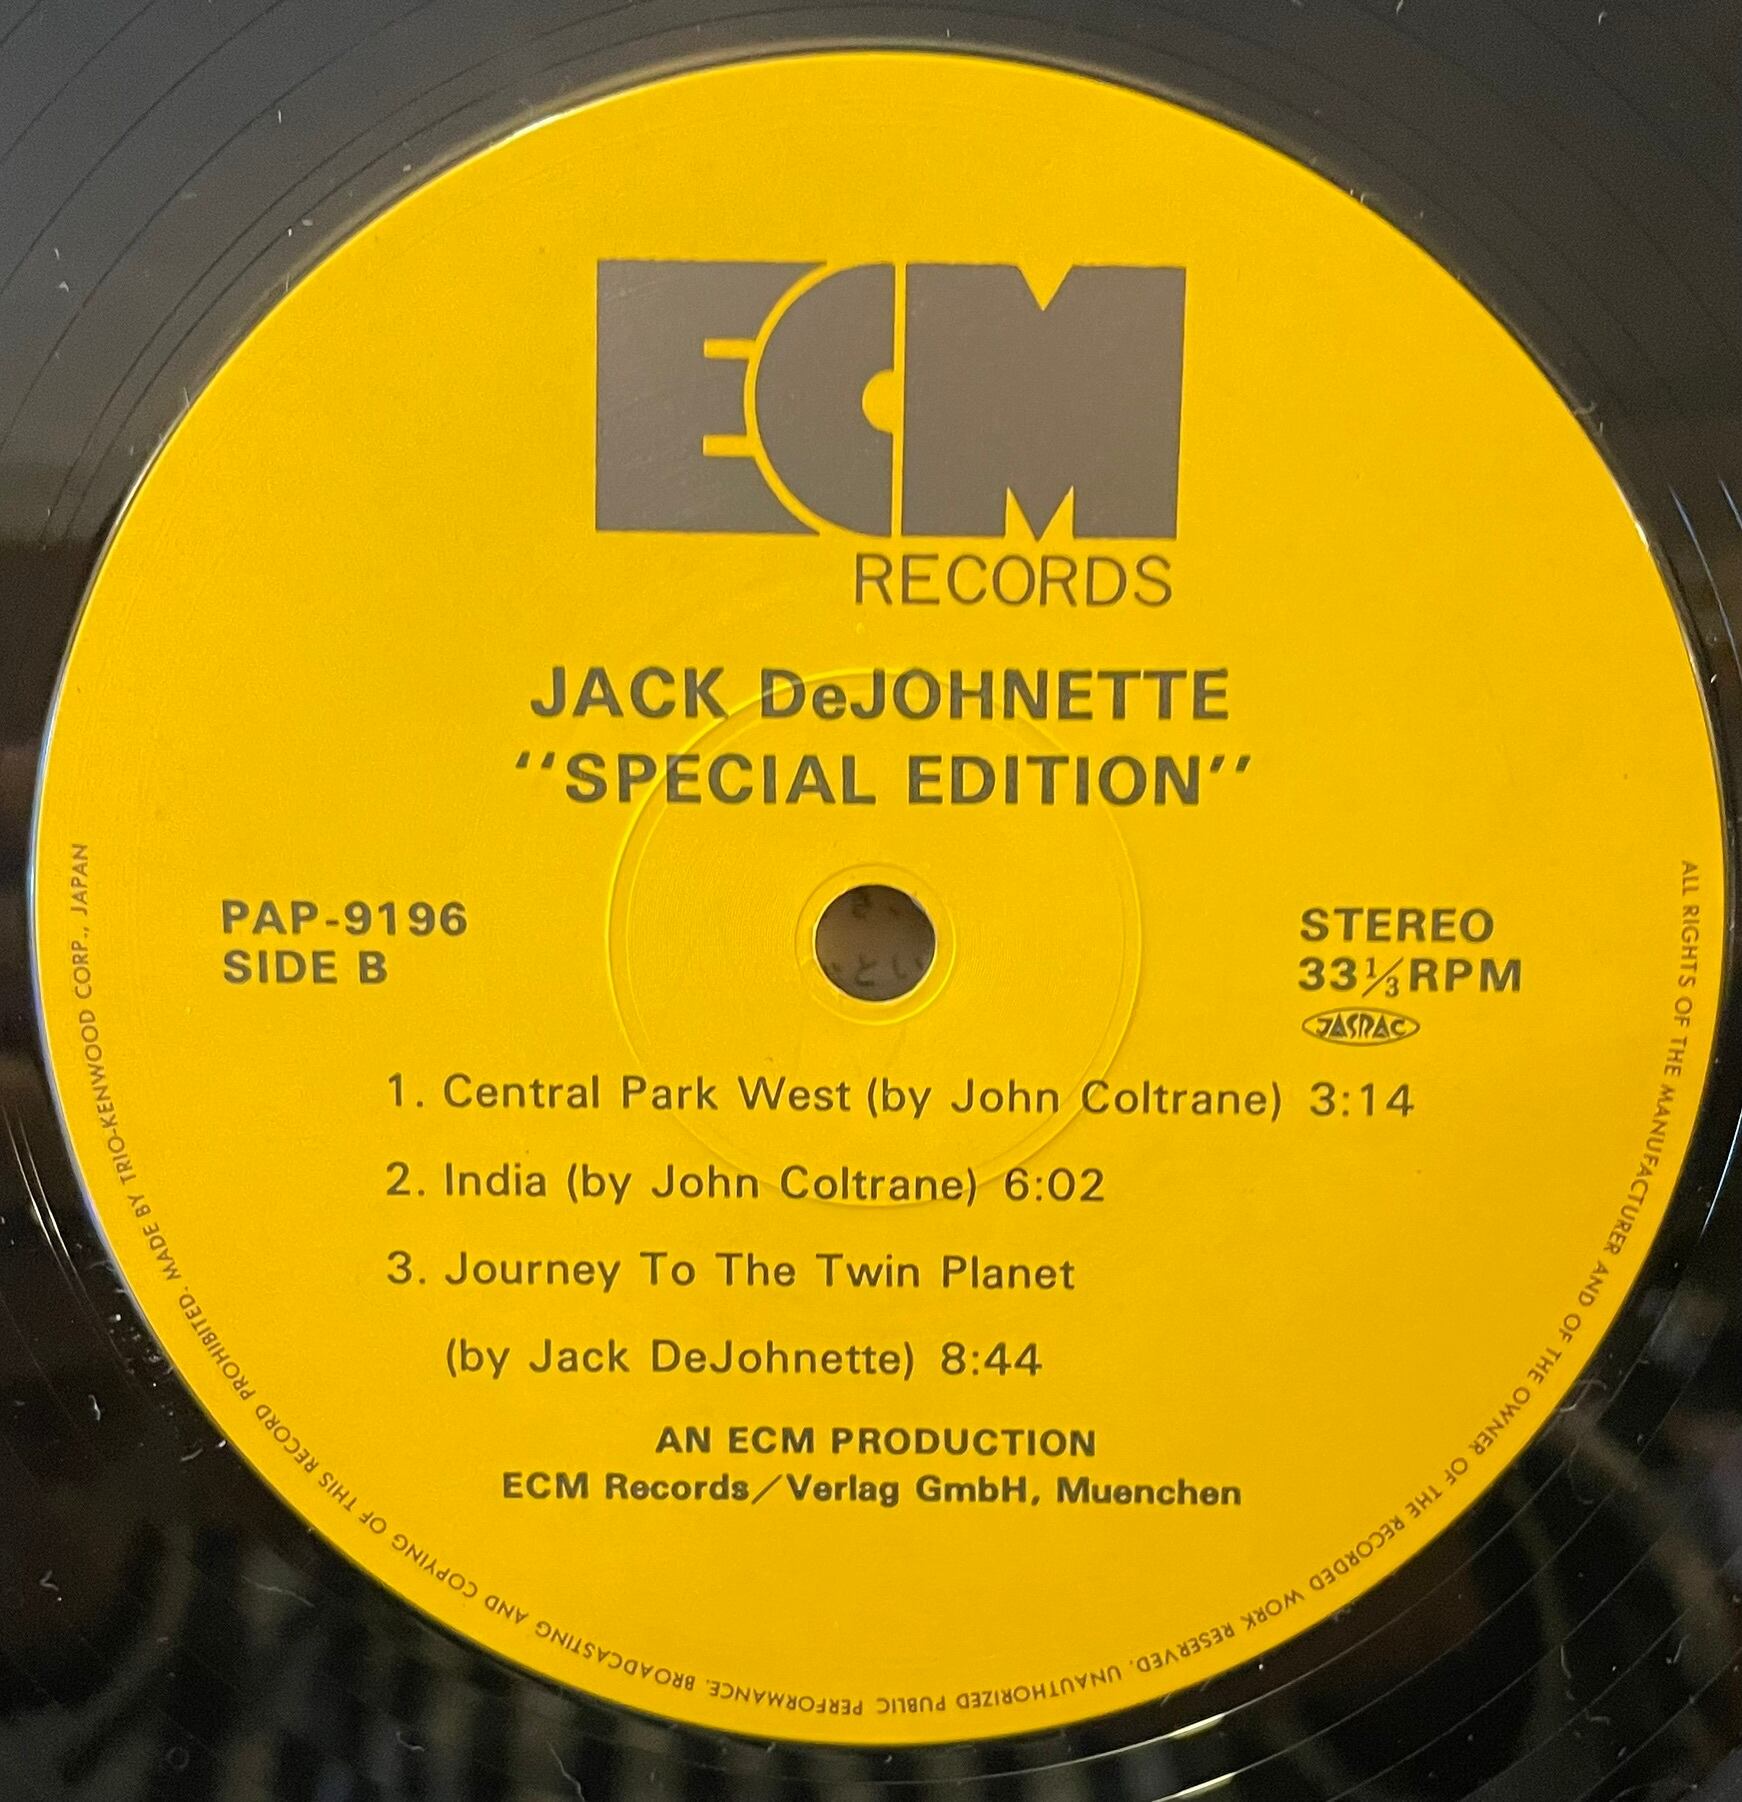 ECM
RECORDS
JACK DeJOHNETTE
"SPECIAL EDITION"
PAP-9196
SIDE B
STEREO
33 1/3 RPM
JASRAC
1. Central Park West (by John Coltrane) 3:14
2. India (by John Coltrane) 6:02
3. Journey To The Twin Planet
(by Jack DeJohnette) 8:44
AN ECM PRODUCTION
ECM Records/Verlag GmbH, Muenchen
ALL RIGHTS OF THE MANUFACTURER AND OF THE OWNER OF THE RECORDED WORK RESERVED. UNAUTHORIZED PUBLIC PERFORMANCE. BROADCASTING AND COPYING OF THIS RECORD PROHIBITED. MADE BY TRIO-KENWOOD CORP., JAPAN